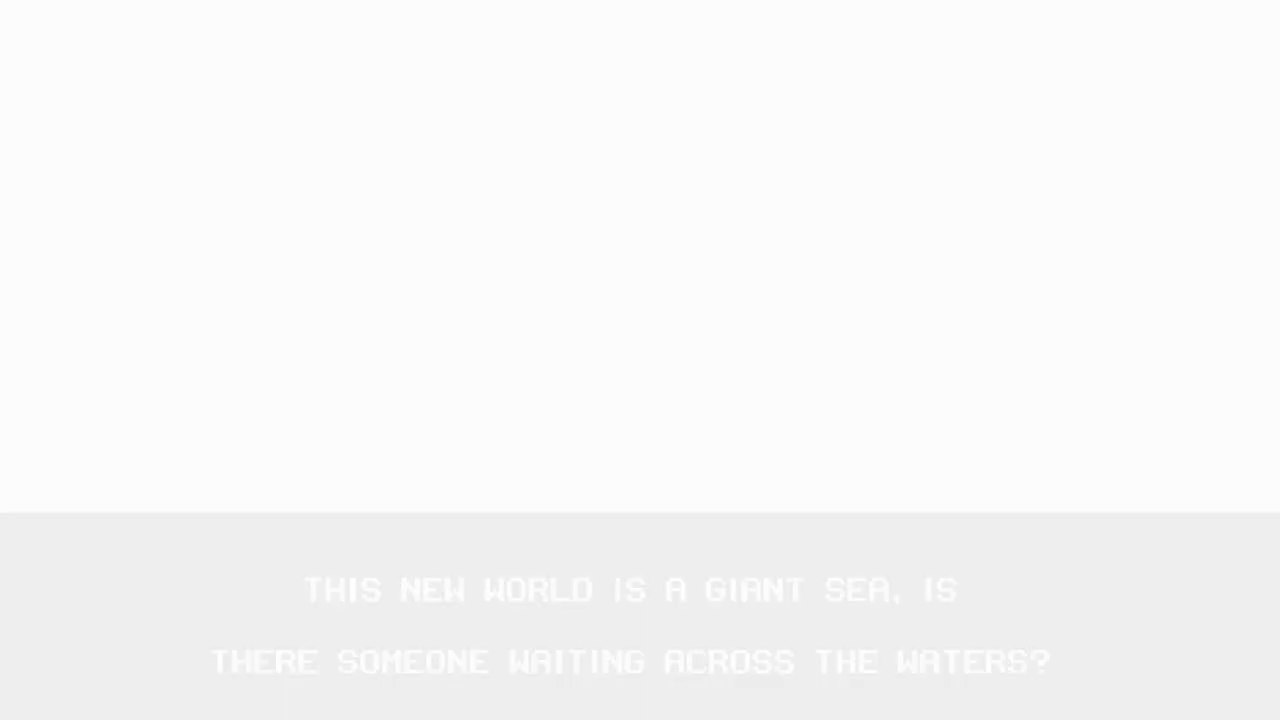 THIS NEW WORLD IS A GIANT SEA, IS
THERE SOMEONE WAITING ACROSS THE WATERS?